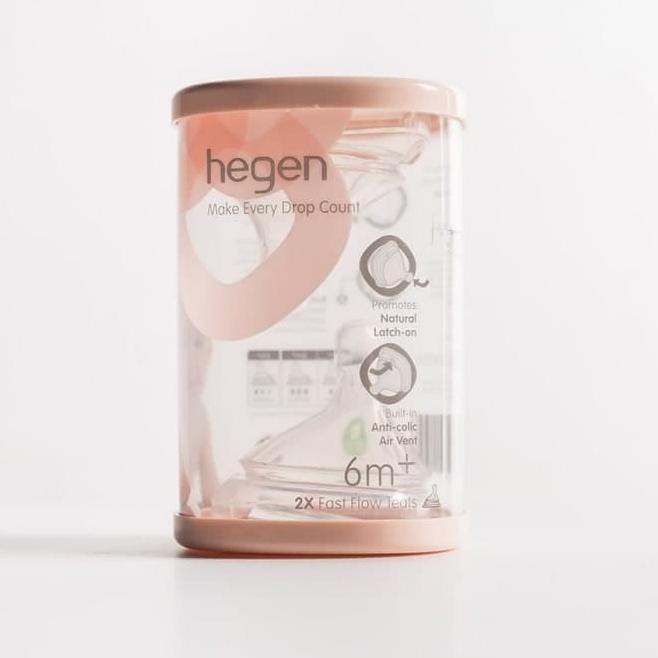 hegen
Make Every Drop Count
Promotes
Natural
Latch-on
Built-in
Anti-colic
Air Vent
6m+
2X Fast Flow Teats